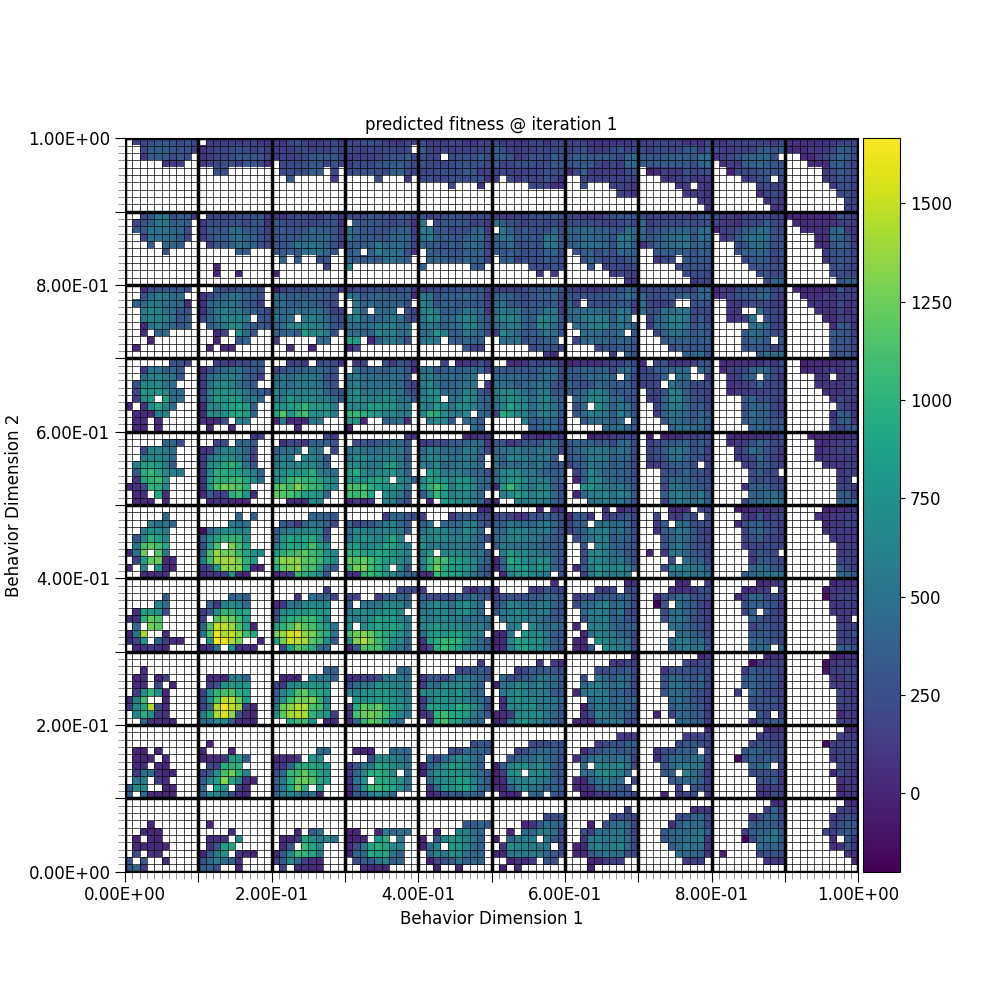 predicted fitness @ iteration 1
1.00E+00
8.00E-01
6.00E-01
4.00E-01
2.00E-01
0.00E+00
Behavior Dimension 2
0.00E+00 2.00E-01 4.00E-01 6.00E-01 8.00E-01 1.00E+00
Behavior Dimension 1
1500
1250
1000
750
500
250
0